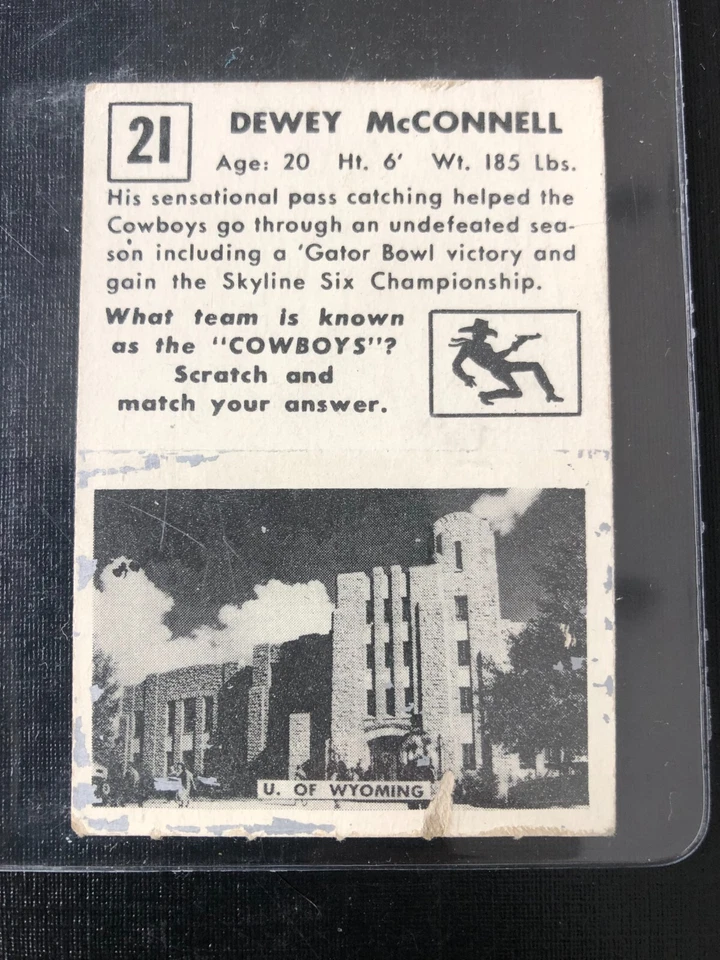 21
DEWEY McCONNELL
Age: 20 Ht. 6' Wt. 185 Lbs.
His sensational pass catching helped the
Cowboys go through an undefeated sea-
son including a 'Gator Bowl victory and
gain the Skyline Six Championship.
What team is known
as the "COWBOYS"?
Scratch and
match your answer.
U. OF WYOMING